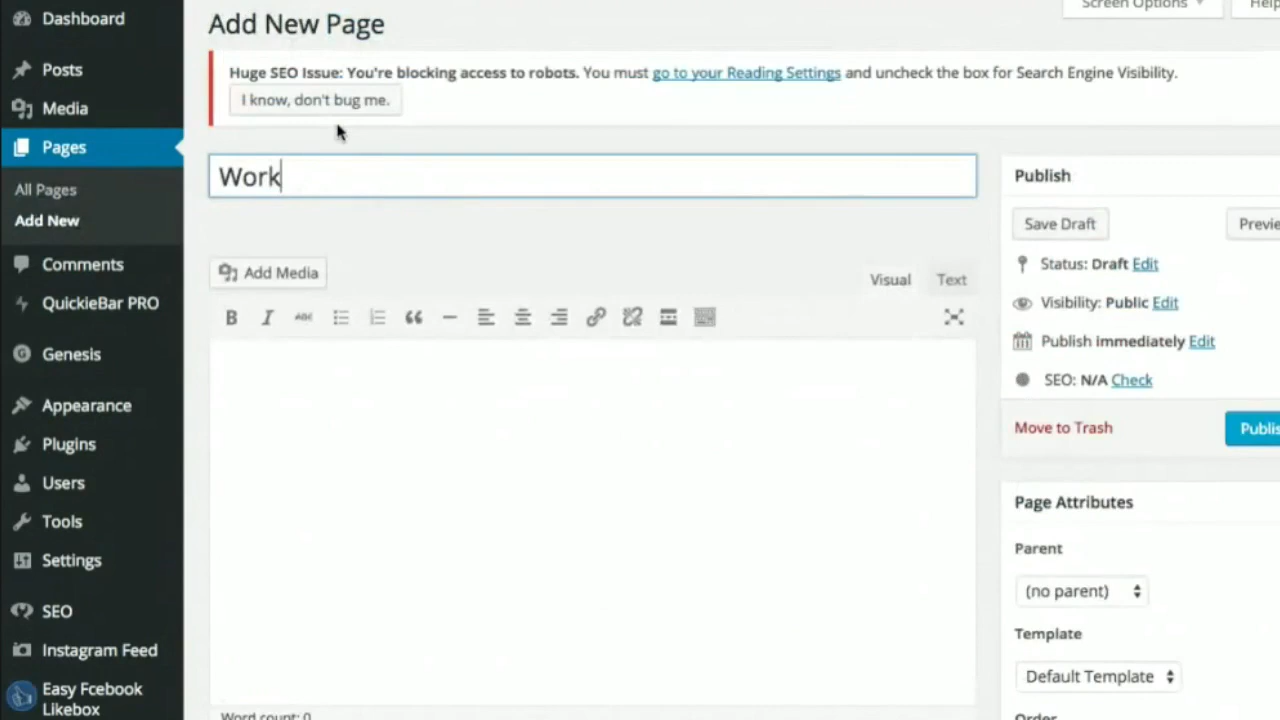 Dashboard
Posts
Media
Pages
All Pages
Add New
Comments
QuickieBar PRO
Genesis
Appearance
Plugins
Users
Tools
Settings
SEO
Instagram Feed
Easy Fcebook
Likebox
Screen Options
Help
Add New Page
Huge SEO Issue: You're blocking access to robots. You must go to your Reading Settings and uncheck the box for Search Engine Visibility.
I know, don't bug me.
Work
Add Media
Visual Text
B I ABC
Word count: 0
Publish
Save Draft Previe
Status: Draft Edit
Visibility: Public Edit
Publish immediately Edit
SEO: N/A Check
Move to Trash Publis
Page Attributes
Parent
(no parent)
Template
Default Template
Order